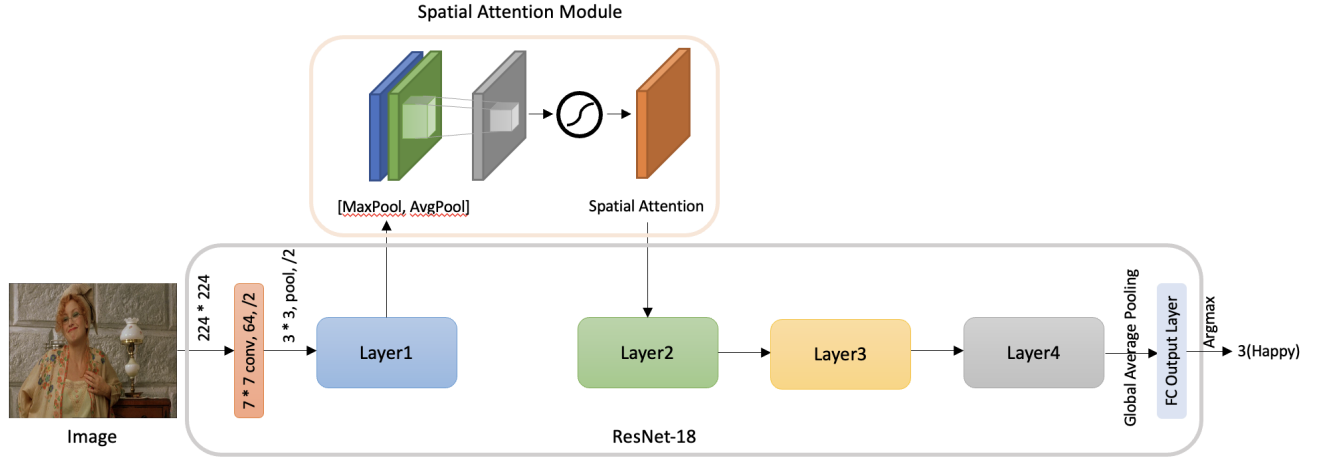 Spatial Attention Module
[MaxPool, AvgPool]
Spatial Attention
224 * 224
7 * 7 conv, 64, /2
3 * 3, pool, /2
Layer1
Layer2
Layer3
Layer4
Global Average Pooling
FC Output Layer
Argmax
3(Happy)
Image
ResNet-18